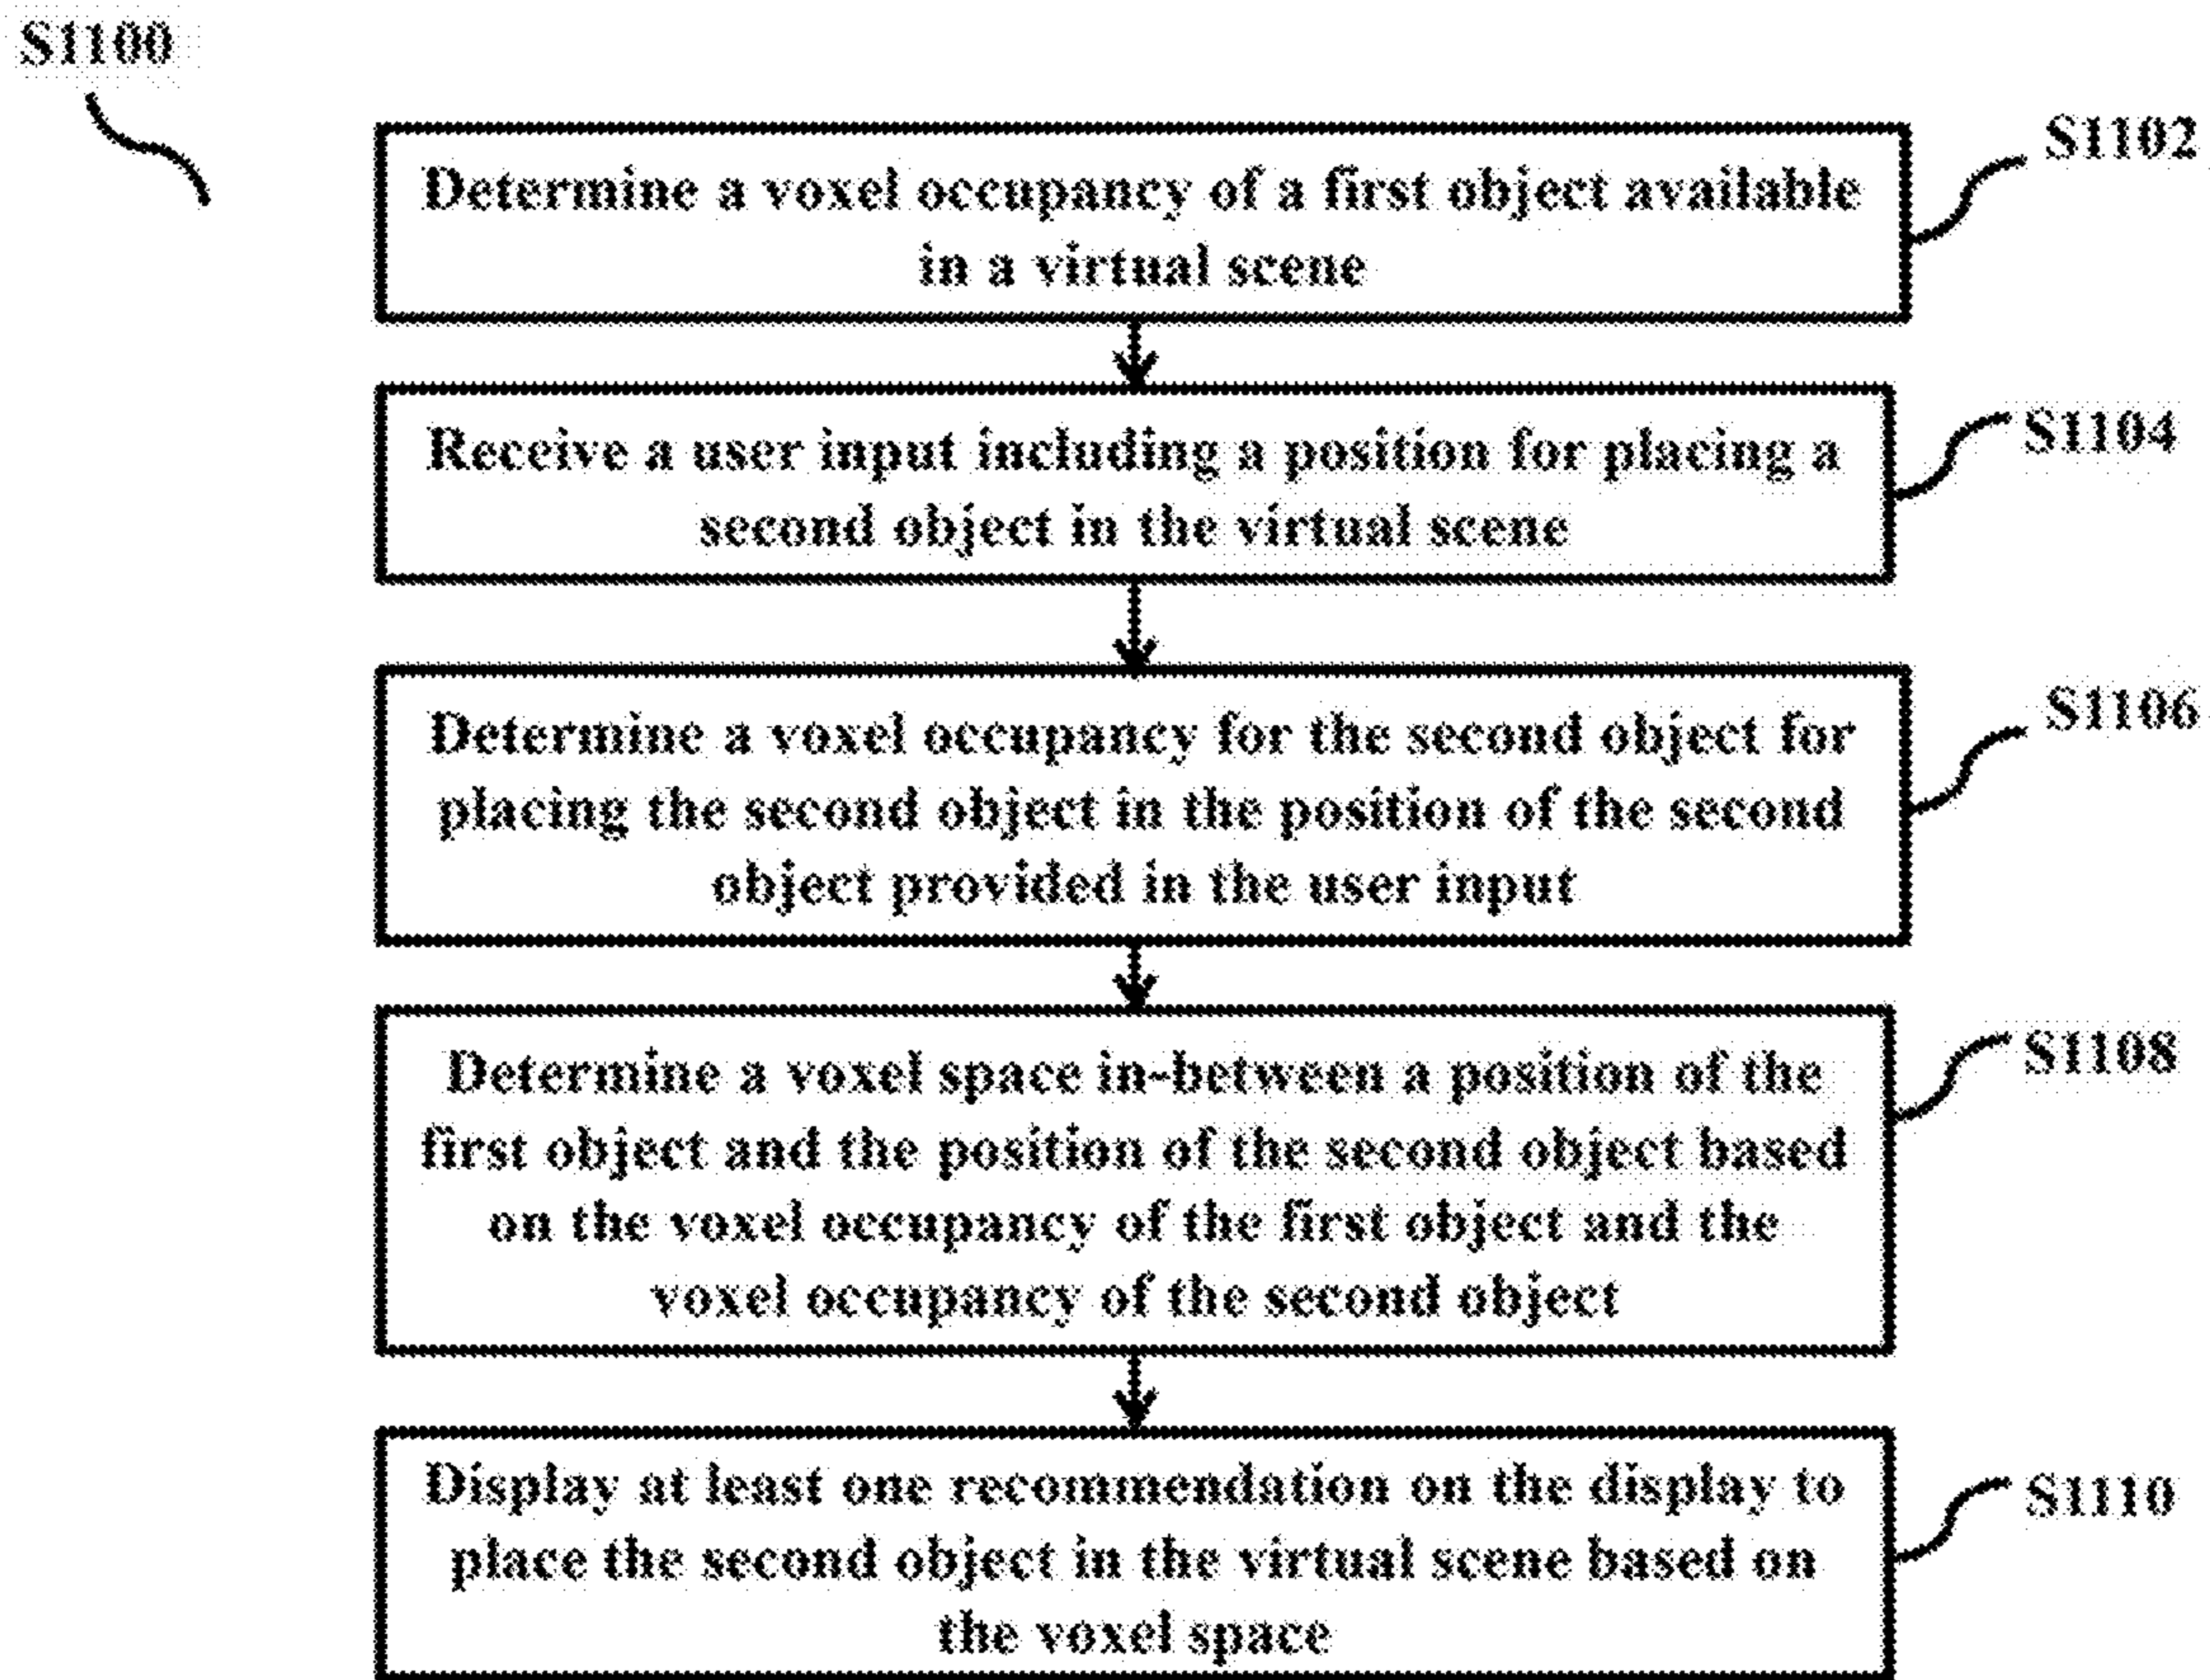 S1100
S1102
Determine a voxel occupancy of a first object available
in a virtual scene
S1104
Receive a user input including a position for placing a
second object in the virtual scene
S1106
Determine a voxel occupancy for the second object for
placing the second object in the position of the second
object provided in the user input
S1108
Determine a voxel space in-between a position of the
first object and the position of the second object based
on the voxel occupancy of the first object and the
voxel occupancy of the second object
S1110
Display at least one recommendation on the display to
place the second object in the virtual scene based on
the voxel space